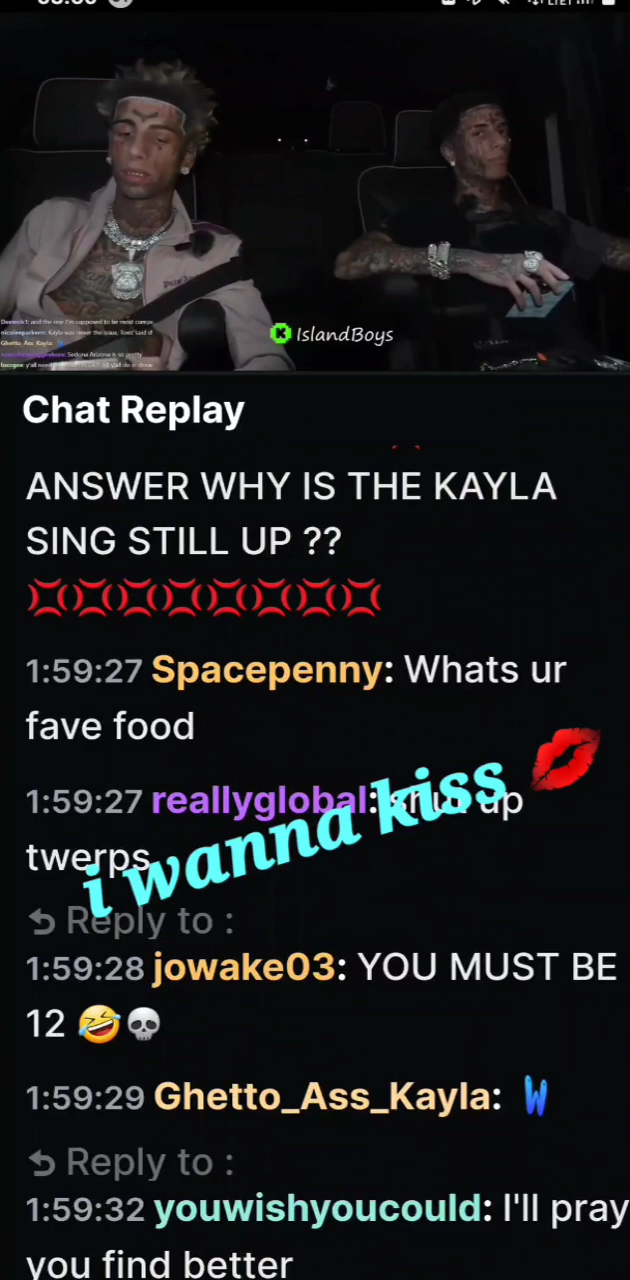 IslandBoys
Chat Replay
ANSWER WHY IS THE KAYLA
SING STILL UP ??
💢💢💢💢💢💢💢💢
1:59:27 Spacepenny: Whats ur
fave food
1:59:27 reallyglobal: shut up
twerps
i wanna kiss 💋
Reply to :
1:59:28 jowake03: YOU MUST BE
12 🤣💀
1:59:29 Ghetto_Ass_Kayla: W
Reply to :
1:59:32 youwishyoucould: I'll pray
you find better